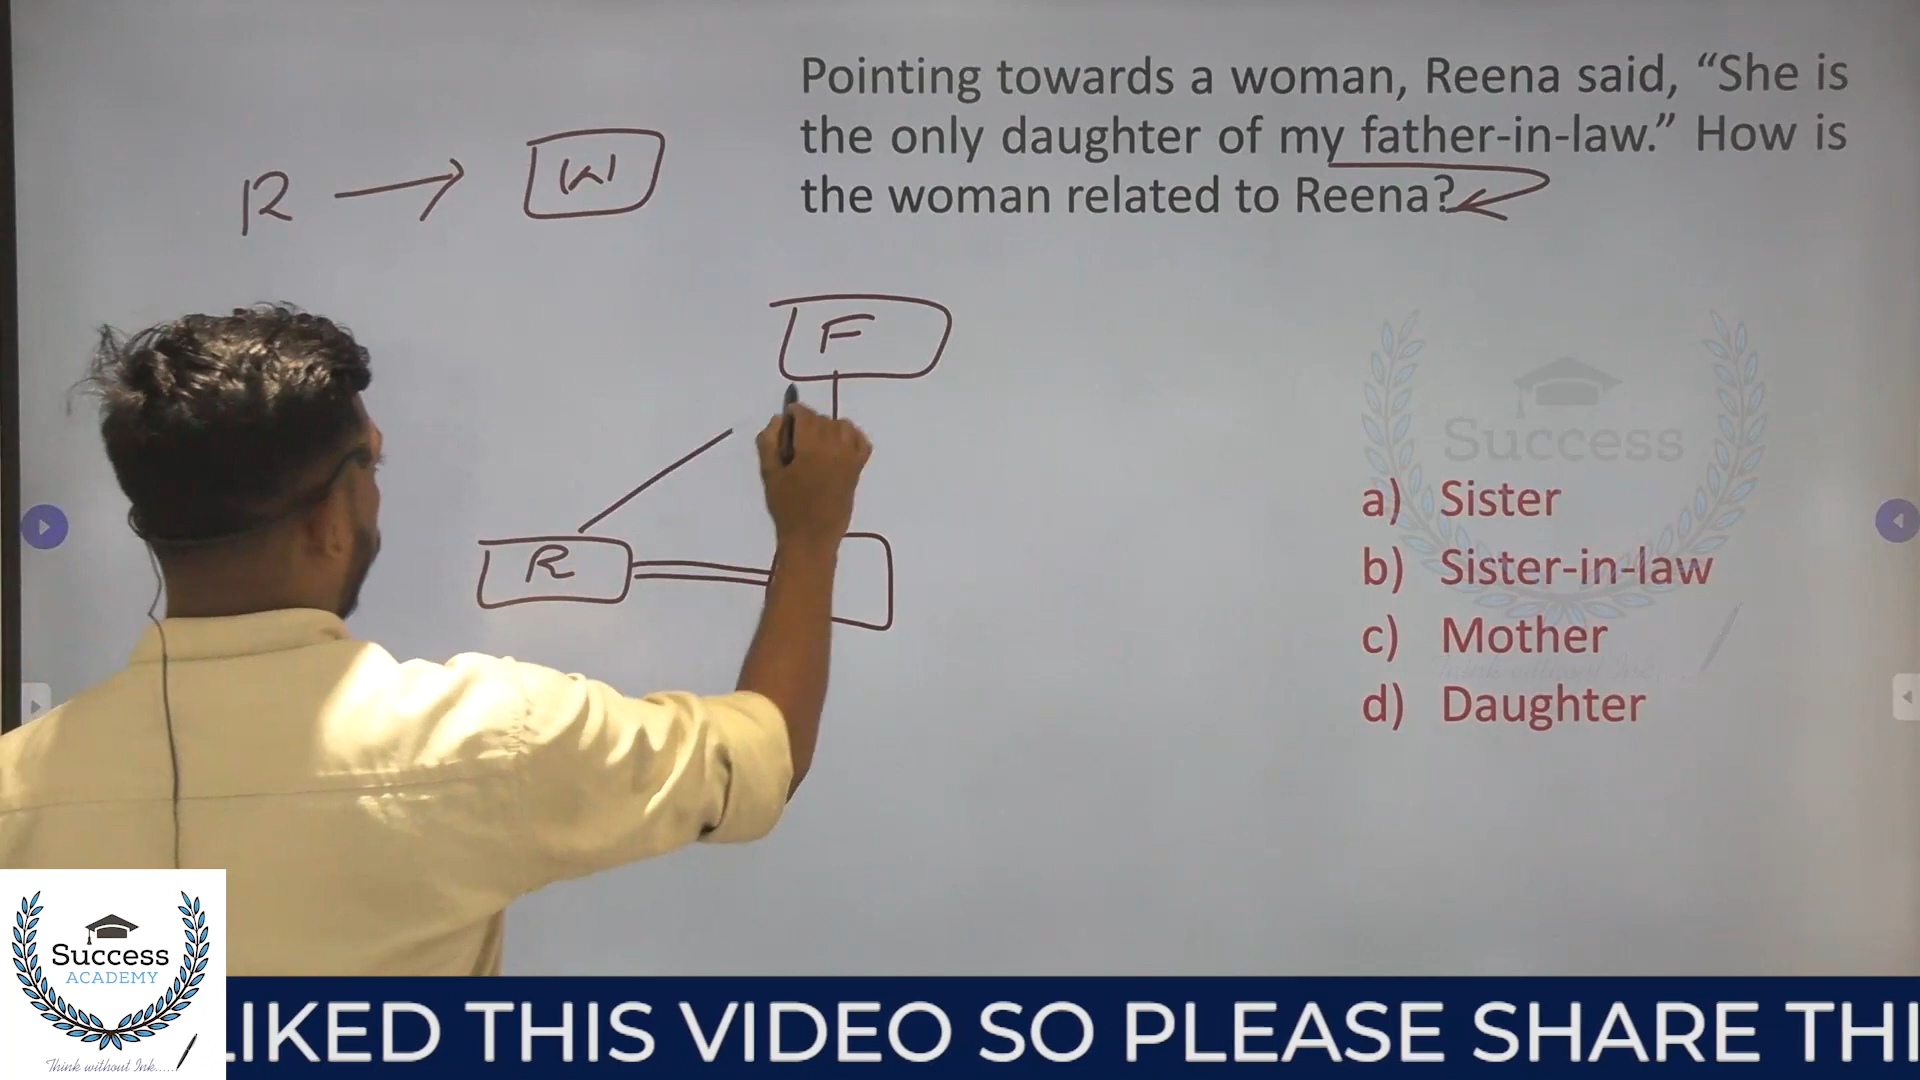 Pointing towards a woman, Reena said, “She is
the only daughter of my father-in-law.” How is
the woman related to Reena?
R → W
F
R
Success
a) Sister
b) Sister-in-law
c) Mother
d) Daughter
Success
ACADEMY
Think without Ink......
LIKED THIS VIDEO SO PLEASE SHARE THI